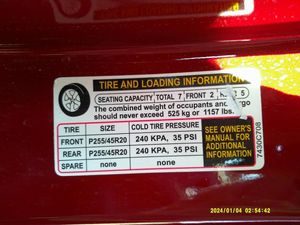 TIRE AND LOADING INFORMATION
SEATING CAPACITY TOTAL 7 FRONT 2 5
The combined weight of occupants and cargo
should never exceed 525 kg or 1157 lbs.
TIRE SIZE COLD TIRE PRESSURE
FRONT P255/45R20 240 KPA, 35 PSI
REAR P255/45R20 240 KPA, 35 PSI
SPARE none none
SEE OWNER'S
MANUAL FOR
ADDITIONAL
INFORMATION
7430C708
2024/01/04 02:54:42